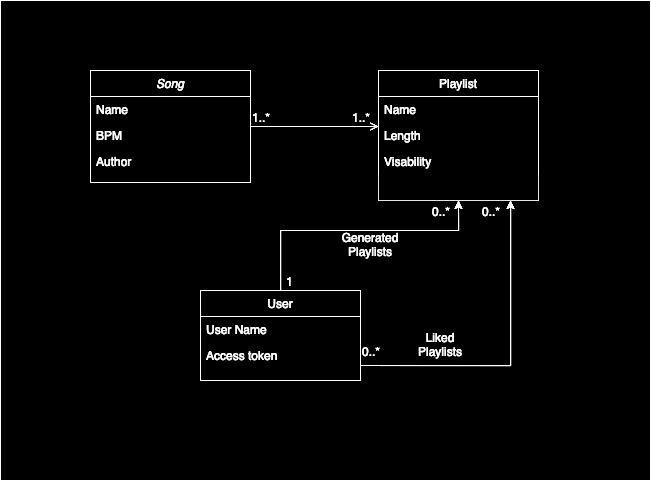 Song
Name
BPM
Author
1..*
1..*
Playlist
Name
Length
Visability
0..*
0..*
Generated
Playlists
1
User
User Name
Access token
0..*
Liked
Playlists